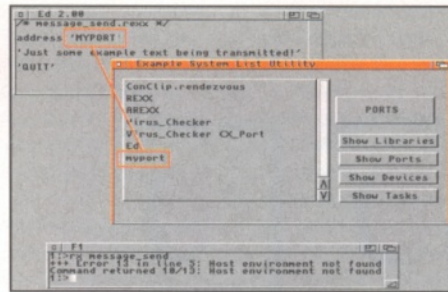 Ed 2.00
/* message_send.rexx */
address 'MYPORT'
'Just some example text being transmitted!'
'QUIT'
Example System List Utility
ConClip.rendezvous
REXX
AREXX
Virus_Checker
Virus_Checker CX_Port
Ed
myport
PORTS
Show Libraries
Show Ports
Show Devices
Show Tasks
F1
1:>rx message_send
+++ Error 13 in line 3: Host environment not found
Command returned 10/13: Host environment not found
1:>